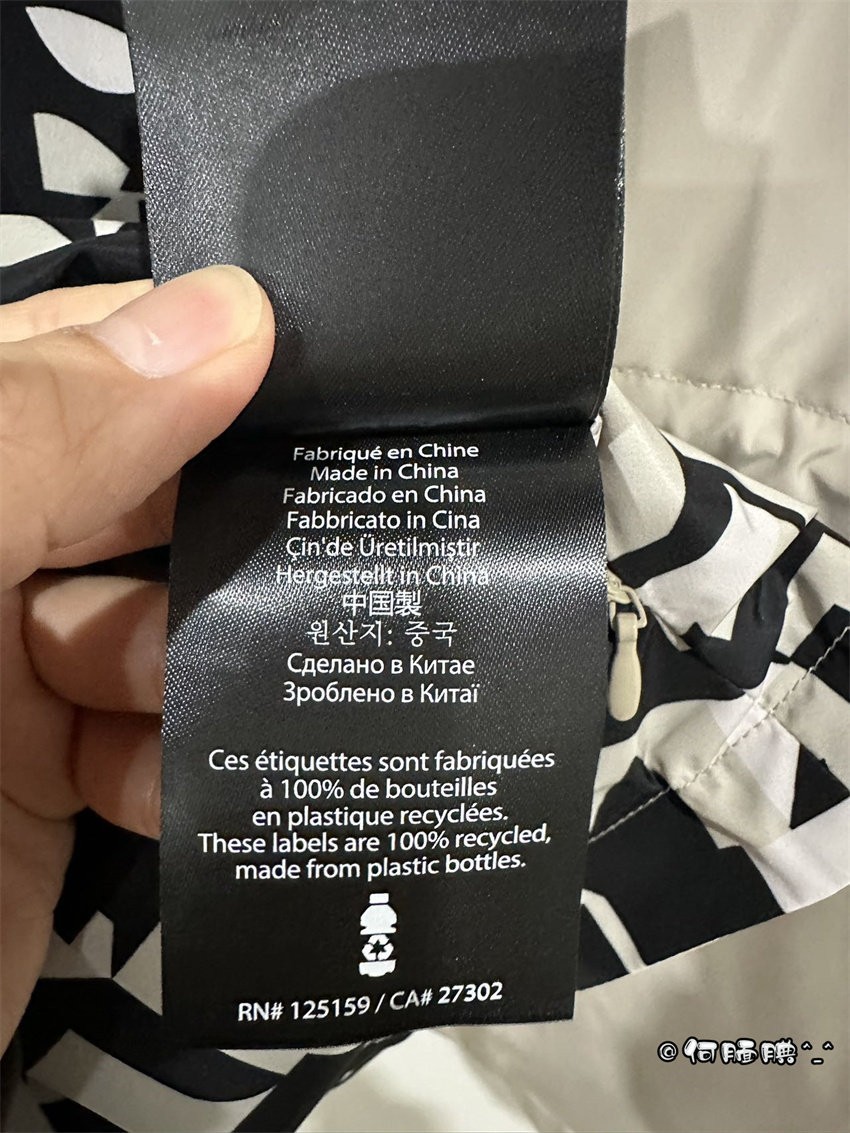 Fabriqué en Chine
Made in China
Fabricado en China
Fabbricato in Cina
Çin'de Üretilmistir
Hergestellt in China
中国製
원산지: 중국
Сделано в Китае
Зроблено в Китаї
Ces étiquettes sont fabriquées
à 100% de bouteilles
en plastique recyclées.
These labels are 100% recycled,
made from plastic bottles.
RN# 125159 / CA# 27302
@何腼腆^_^